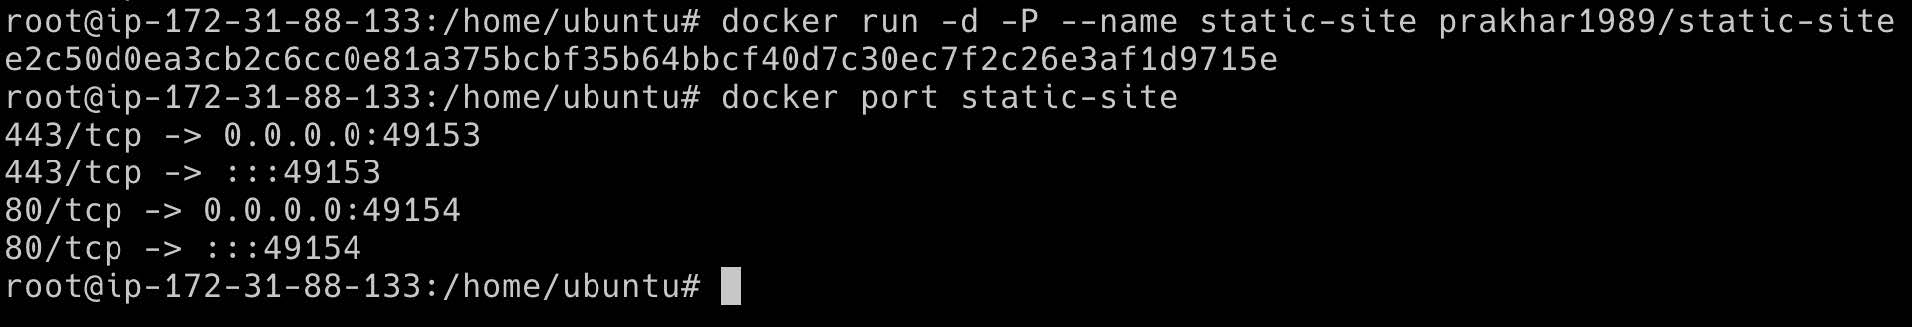 root@ip-172-31-88-133:/home/ubuntu# docker run -d -P --name static-site prakhar1989/static-site
e2c50d0ea3cb2c6cc0e81a375bcbf35b64bbcf40d7c30ec7f2c26e3af1d9715e
root@ip-172-31-88-133:/home/ubuntu# docker port static-site
443/tcp -> 0.0.0.0:49153
443/tcp -> :::49153
80/tcp -> 0.0.0.0:49154
80/tcp -> :::49154
root@ip-172-31-88-133:/home/ubuntu#